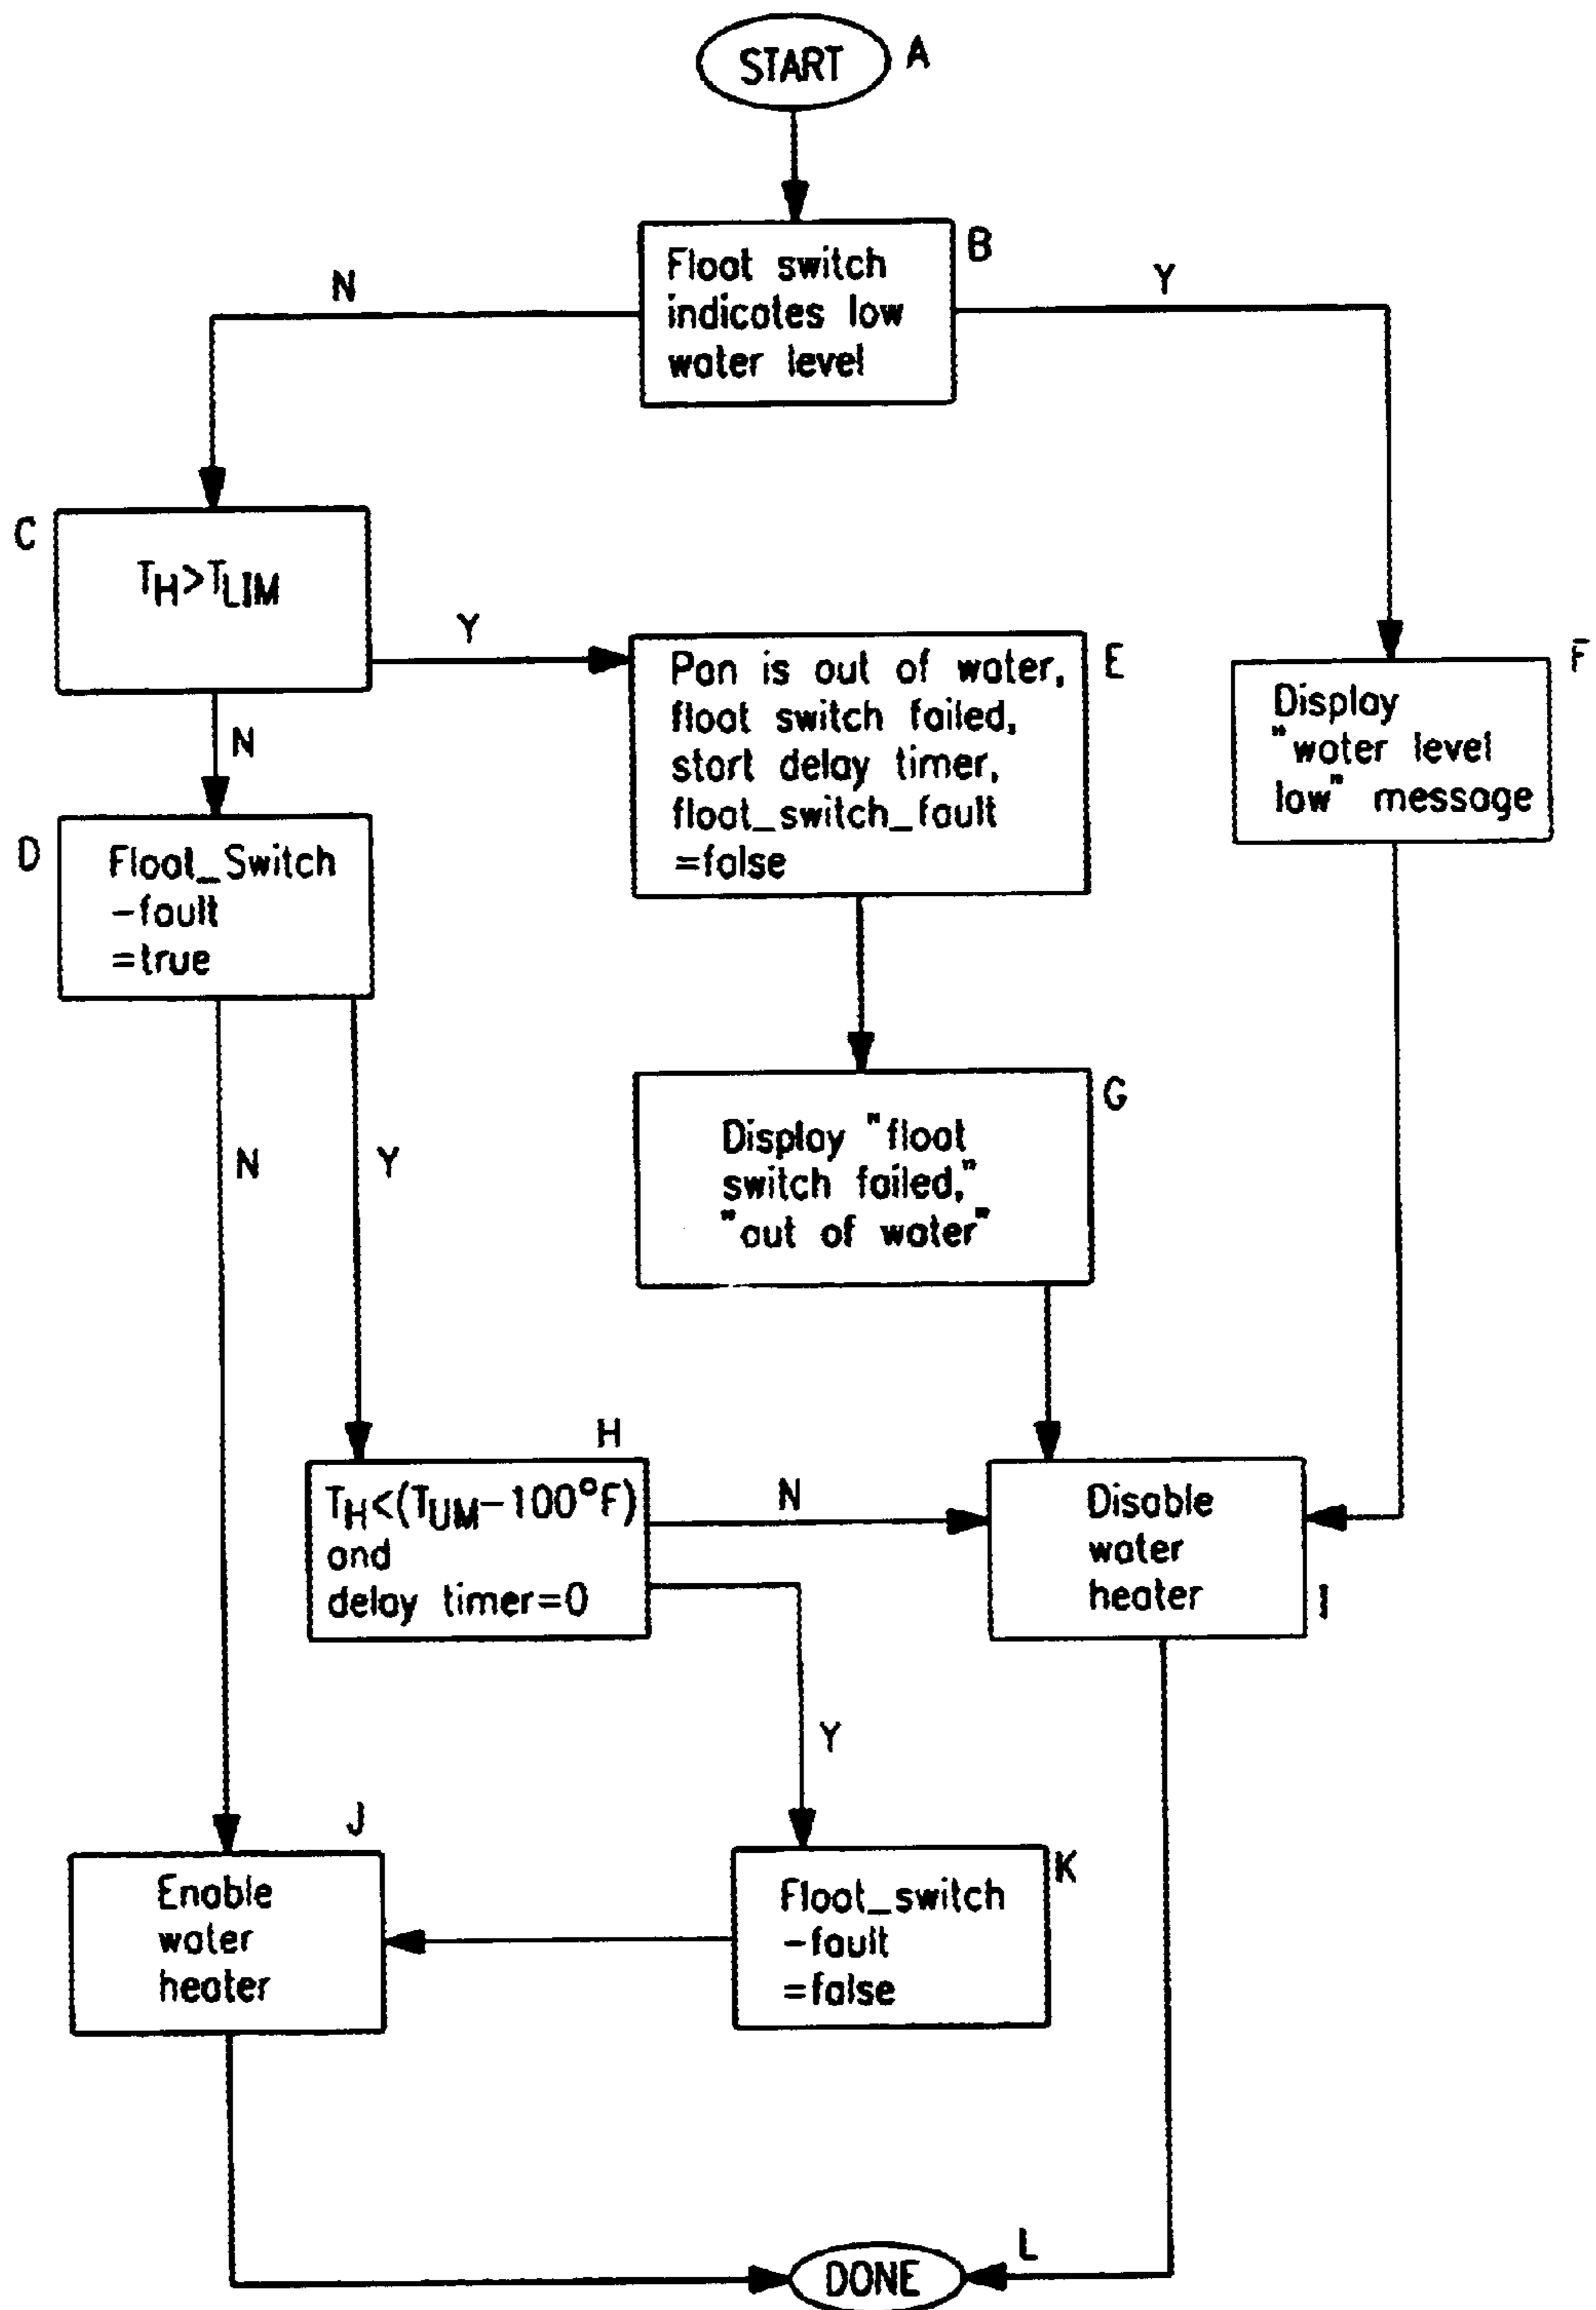 START
A
B
Float switch
indicates low
water level
N
Y
C
TH>TLIM
Y
N
E
Pan is out of water,
float switch failed,
start delay timer,
float_switch_fault
=false
F
Display
"water level
low" message
D
Float_Switch
-fault
=true
N
Y
G
Display "float
switch failed,"
"out of water"
H
TH<(TUM-100°F)
and
delay timer=0
N
Y
Disable
water
heater
I
J
Enable
water
heater
K
Float_switch
-fault
=false
L
DONE